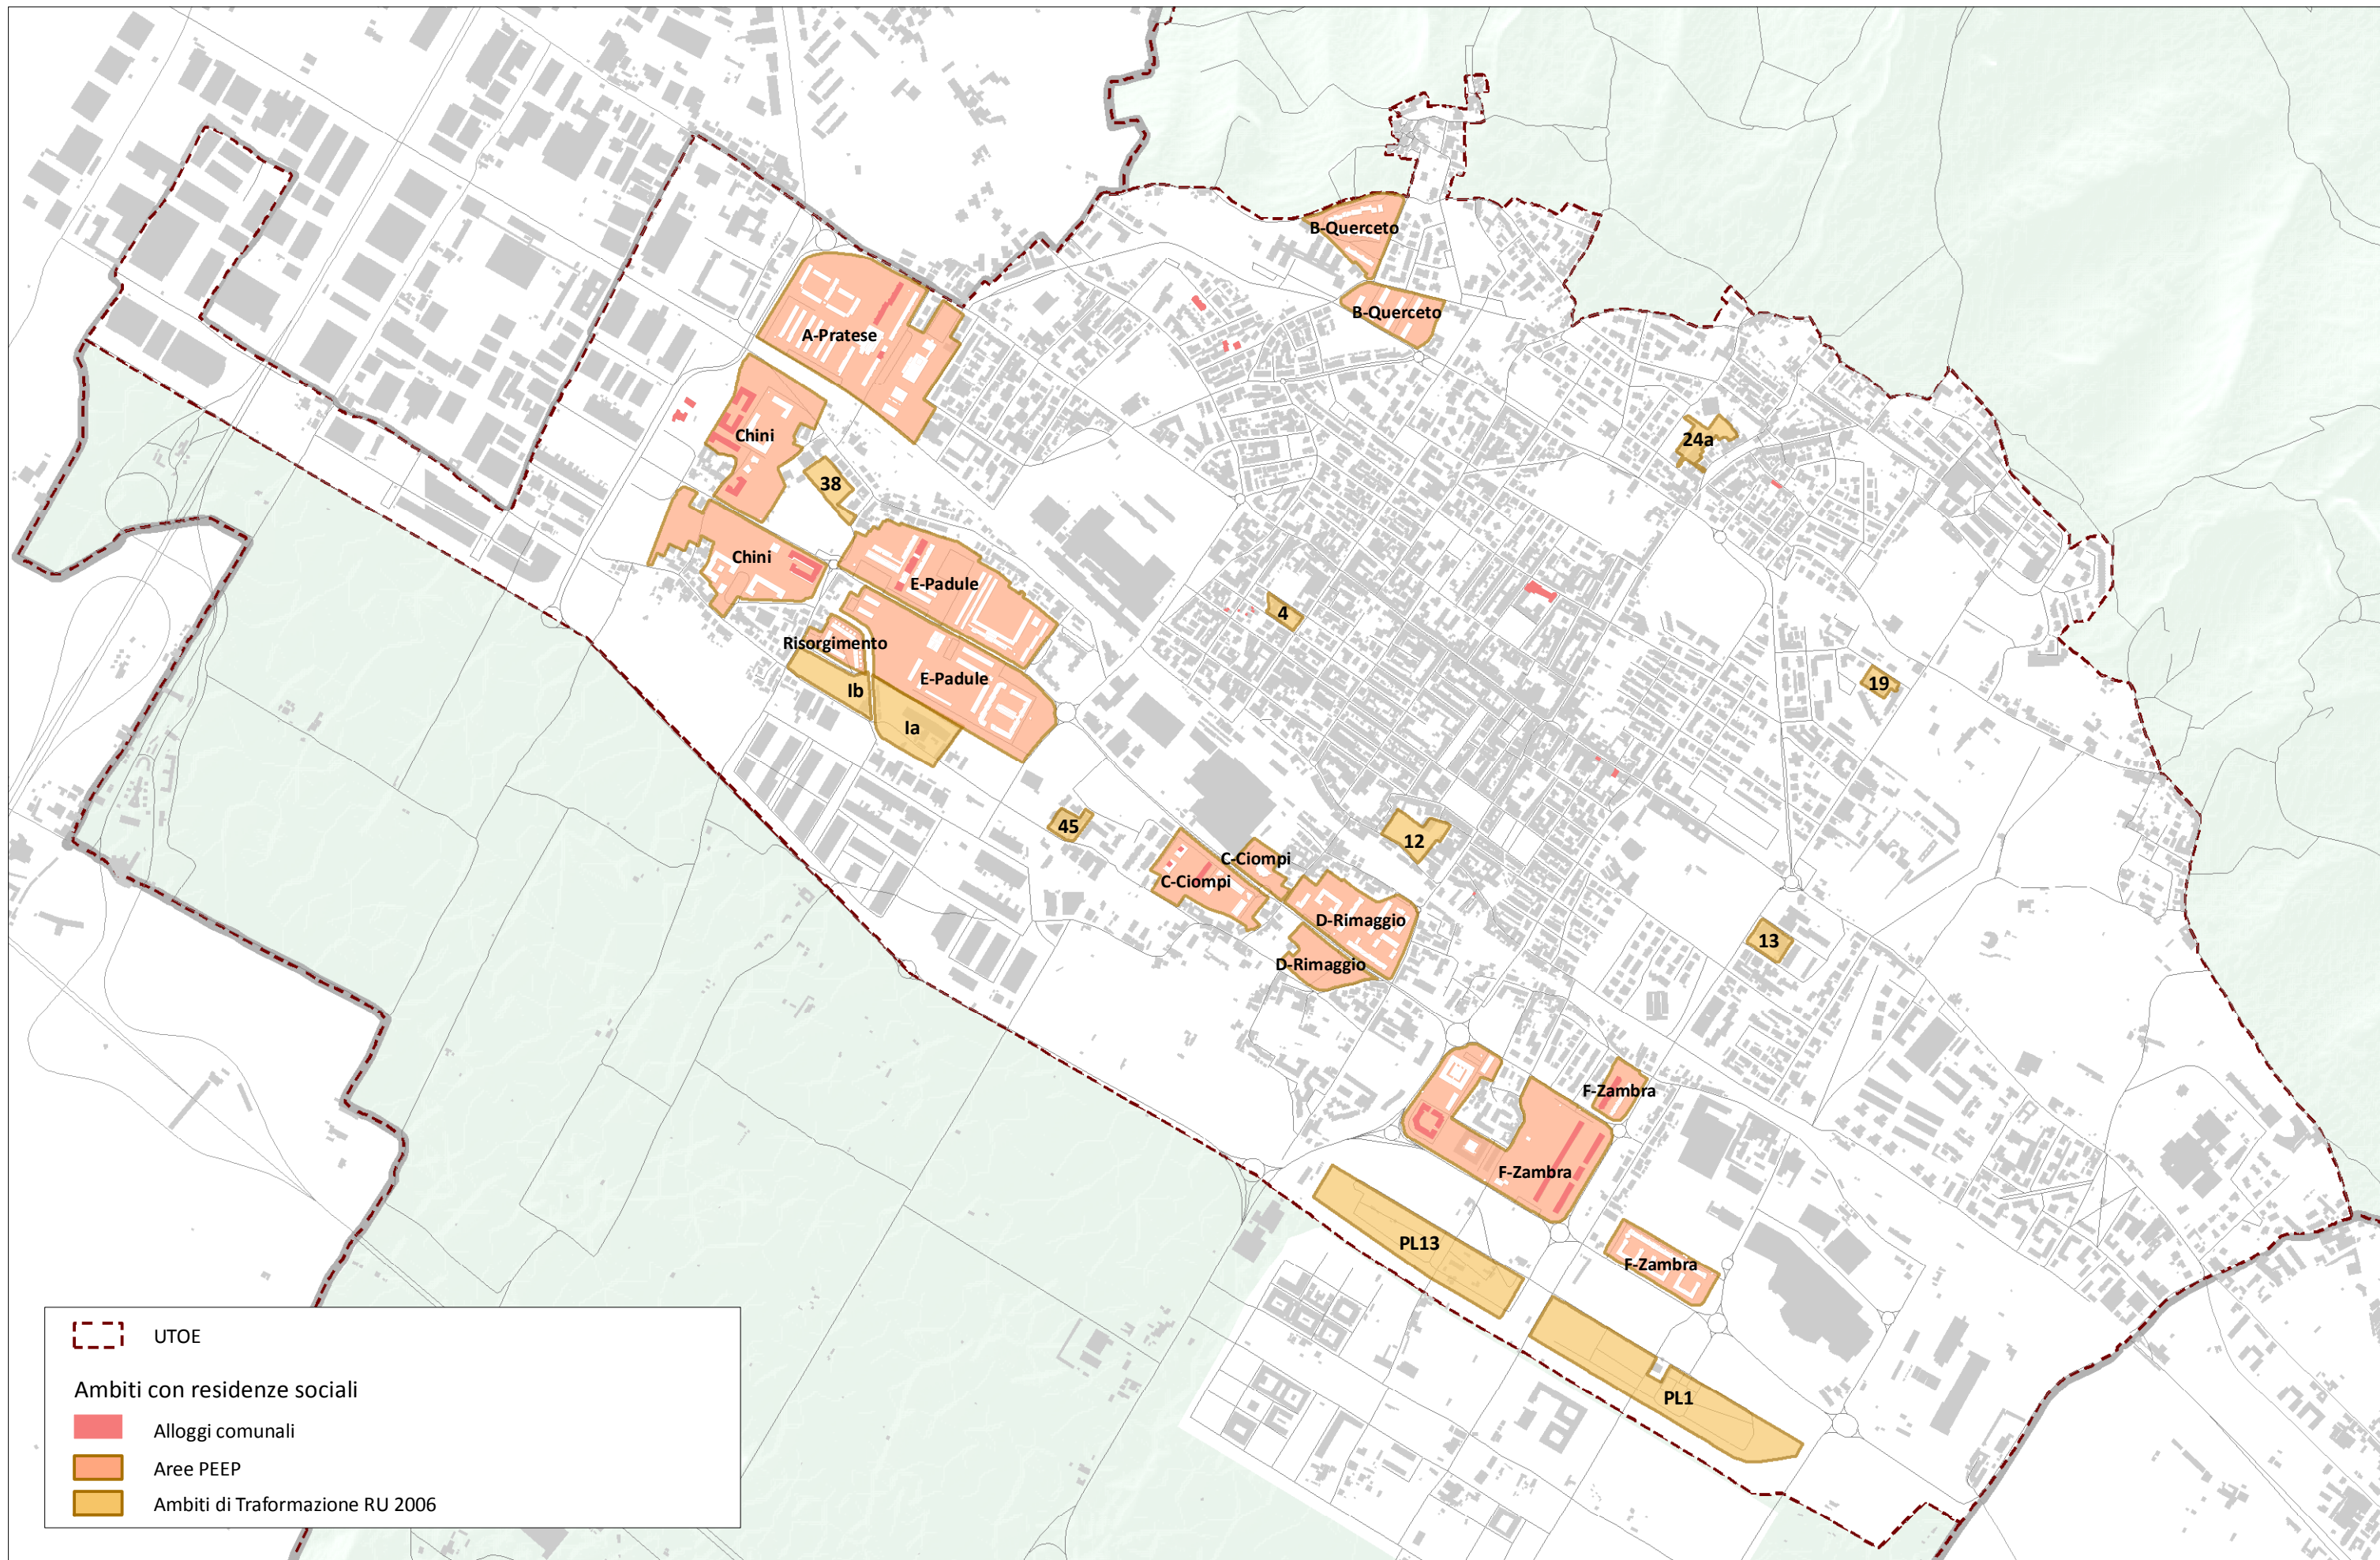 B-Querceto
B-Querceto
A-Pratese
Chini
24a
38
Chini
E-Padule
4
Risorgimento
E-Padule
Ib
19
Ia
45
12
C-Ciompi
C-Ciompi
D-Rimaggio
13
D-Rimaggio
F-Zambra
F-Zambra
PL13
F-Zambra
PL1
UTOE
Ambiti con residenze sociali
Alloggi comunali
Aree PEEP
Ambiti di Traformazione RU 2006